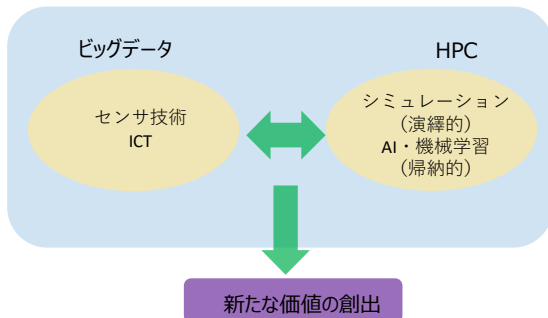 ビッグデータ
HPC
センサ技術
ICT
シミュレーション
(演繹的)
AI・機械学習
(帰納的)
新たな価値の創出